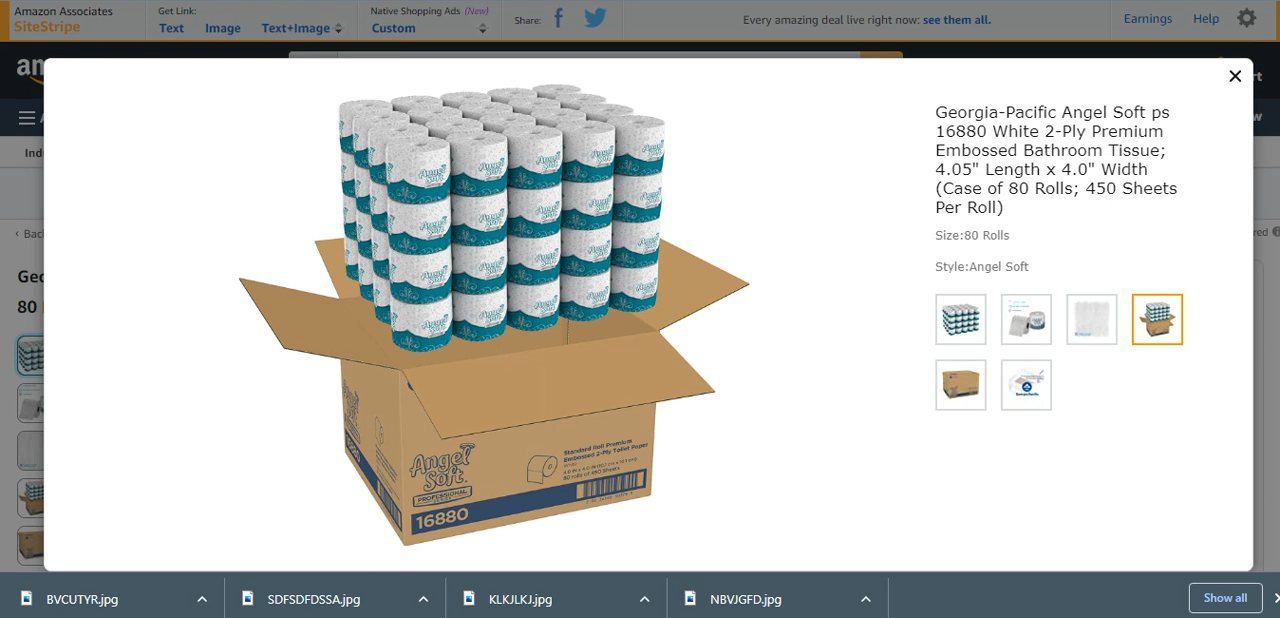 Amazon Associates
SiteStripe
Get Link:
Text Image Text+Image
Native Shopping Ads (New)
Custom
Share:
Every amazing deal live right now: see them all.
Earnings Help
Georgia-Pacific Angel Soft ps
16880 White 2-Ply Premium
Embossed Bathroom Tissue;
4.05" Length x 4.0" Width
(Case of 80 Rolls; 450 Sheets
Per Roll)
Size:80 Rolls
Style:Angel Soft
80
Angel
Soft
PROFESSIONAL
16880
Standard Roll Premium
Embossed 2-Ply Toilet Paper
80 rolls of 450 Sheets
BVCUTYR.jpg
SDFSDFDSSA.jpg
KLKJLKJ.jpg
NBVJGFD.jpg
Show all